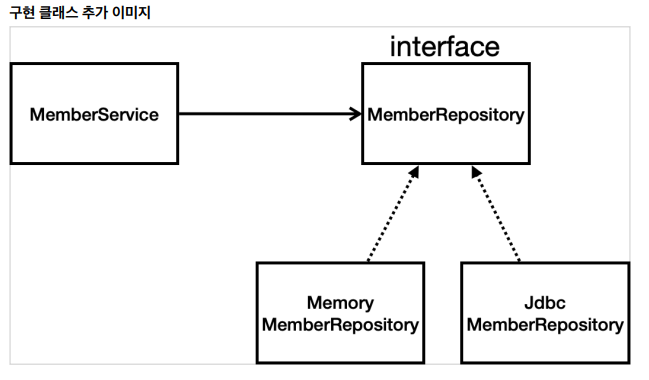 구현 클래스 추가 이미지
interface
MemberService
MemberRepository
Memory
MemberRepository
Jdbc
MemberRepository